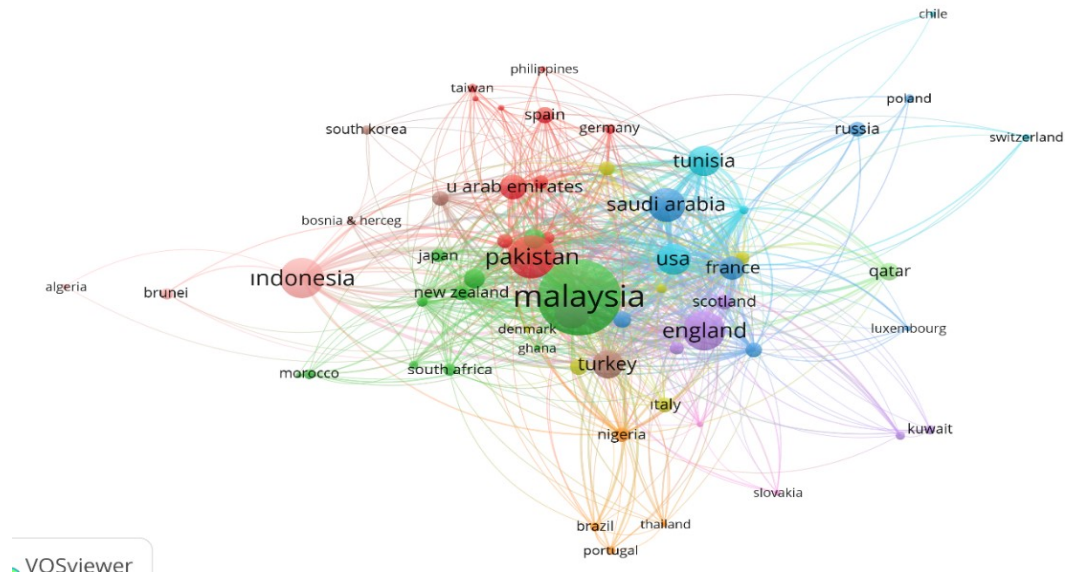 chile
philippines
taiwan
poland
spain
south korea
germany
russia
switzerland
tunisia
u arab emirates
saudi arabia
bosnia & herceg
japan
pakistan
usa
france
qatar
ındonesia
algeria
brunei
new zealand
malaysia
scotland
denmark
england
luxembourg
ghana
turkey
morocco
south africa
ıtaly
nigeria
kuwait
slovakia
brazil
thailand
portugal
VOSviewer